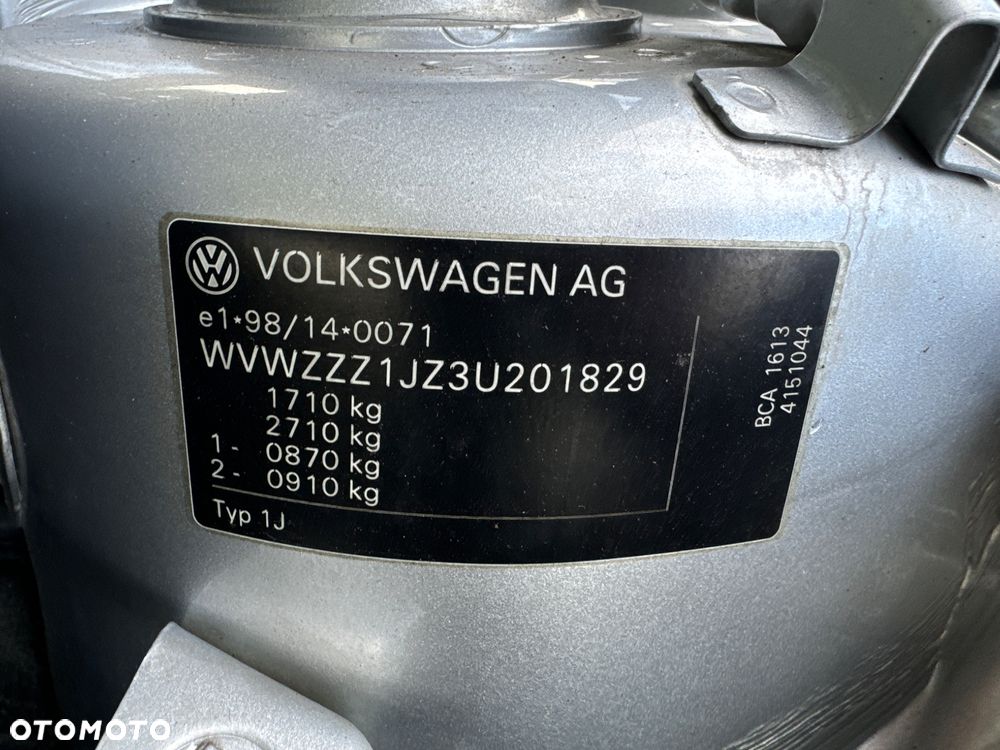 VOLKSWAGEN AG
e1*98/14*0071
WVWZZZ1JZ3U201829
1710 kg
2710 kg
1 - 0870 kg
2 - 0910 kg
Typ 1J
BCA 1613
4151044
OTOMOTO